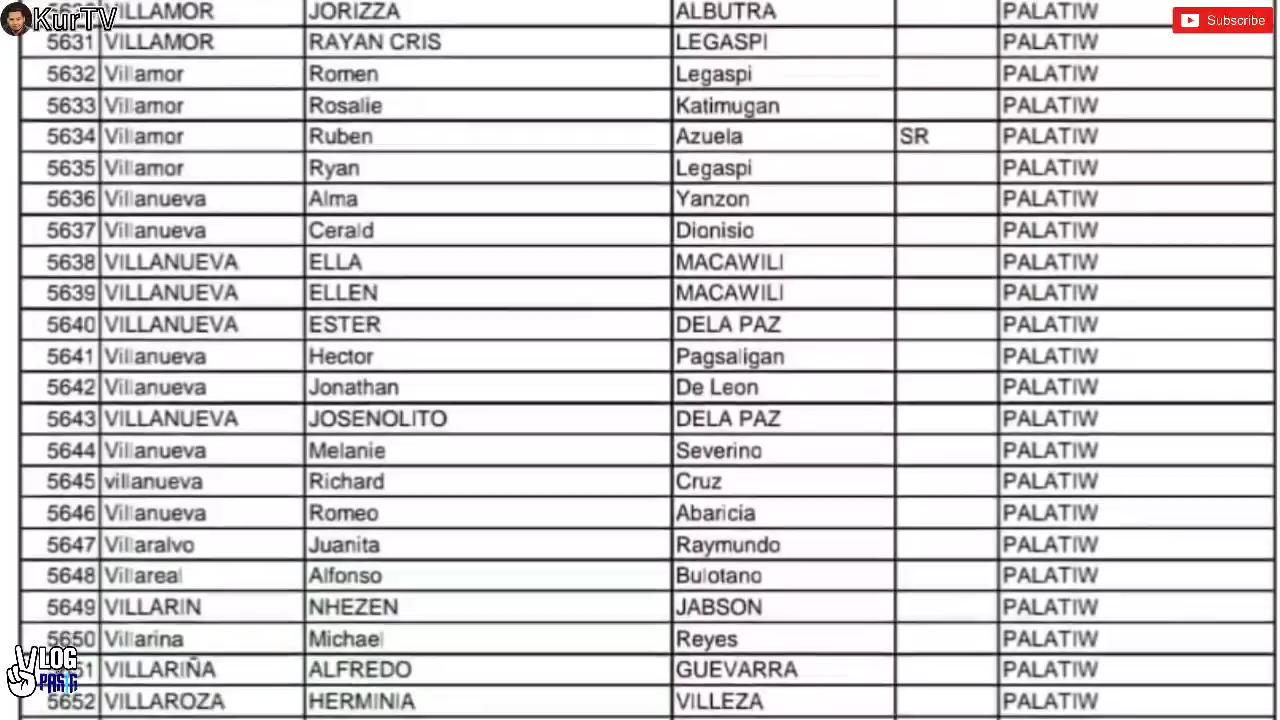 KurTV
Subscribe
VILLAMOR JORIZZA ALBUTRA PALATIW
5631 VILLAMOR RAYAN CRIS LEGASPI PALATIW
5632 Villamor Romen Legaspi PALATIW
5633 Villamor Rosalie Katimugan PALATIW
5634 Villamor Ruben Azuela SR PALATIW
5635 Villamor Ryan Legaspi PALATIW
5636 Villanueva Alma Yanzon PALATIW
5637 Villanueva Cerald Dionisio PALATIW
5638 VILLANUEVA ELLA MACAWILI PALATIW
5639 VILLANUEVA ELLEN MACAWILI PALATIW
5640 VILLANUEVA ESTER DELA PAZ PALATIW
5641 Villanueva Hector Pagsaligan PALATIW
5642 Villanueva Jonathan De Leon PALATIW
5643 VILLANUEVA JOSENOLITO DELA PAZ PALATIW
5644 Villanueva Melanie Severino PALATIW
5645 villanueva Richard Cruz PALATIW
5646 Villanueva Romeo Abaricia PALATIW
5647 Villaralvo Juanita Raymundo PALATIW
5648 Villareal Alfonso Bulotano PALATIW
5649 VILLARIN NHEZEN JABSON PALATIW
5650 Villarina Michael Reyes PALATIW
VILLARIÑA ALFREDO GUEVARRA PALATIW
5652 VILLAROZA HERMINIA VILLEZA PALATIW
VLOG
PASIG